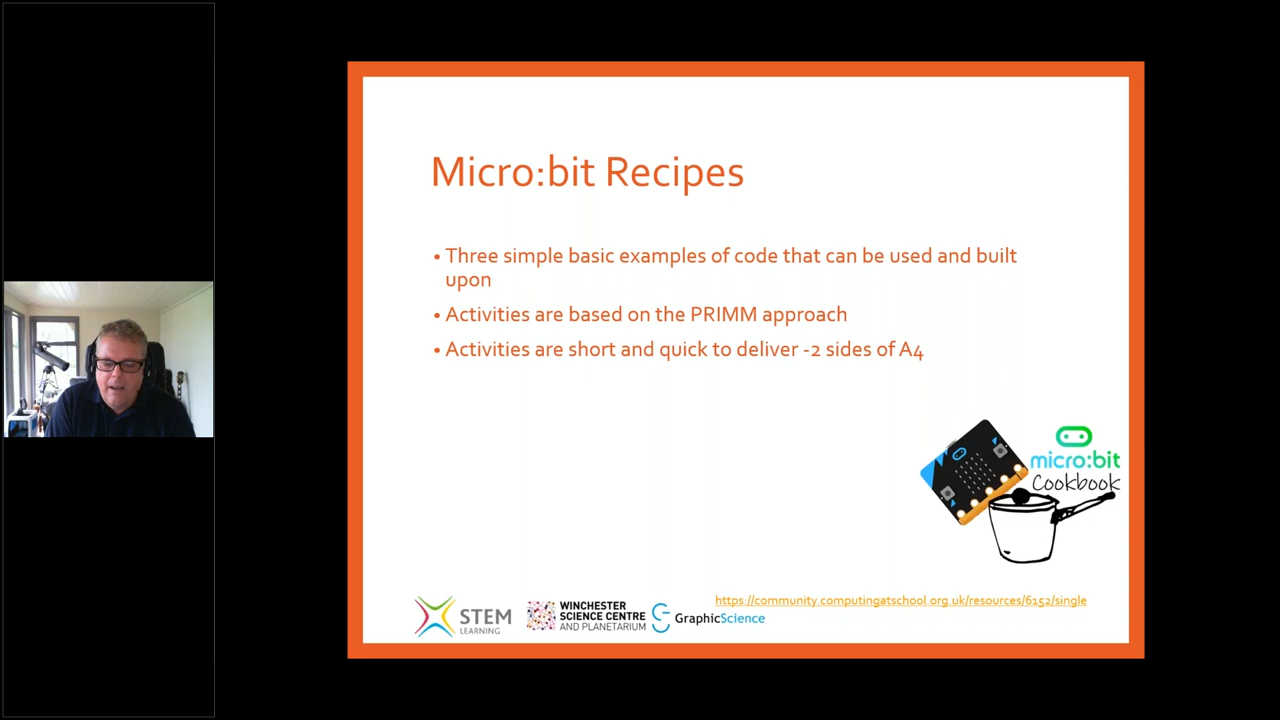 Micro:bit Recipes
• Three simple basic examples of code that can be used and built
upon
• Activities are based on the PRIMM approach
• Activities are short and quick to deliver -2 sides of A4
micro:bit
Cookbook
https://community.computingatschool.org.uk/resources/6152/single
STEM
LEARNING
WINCHESTER
SCIENCE CENTRE
AND PLANETARIUM
GraphicScience